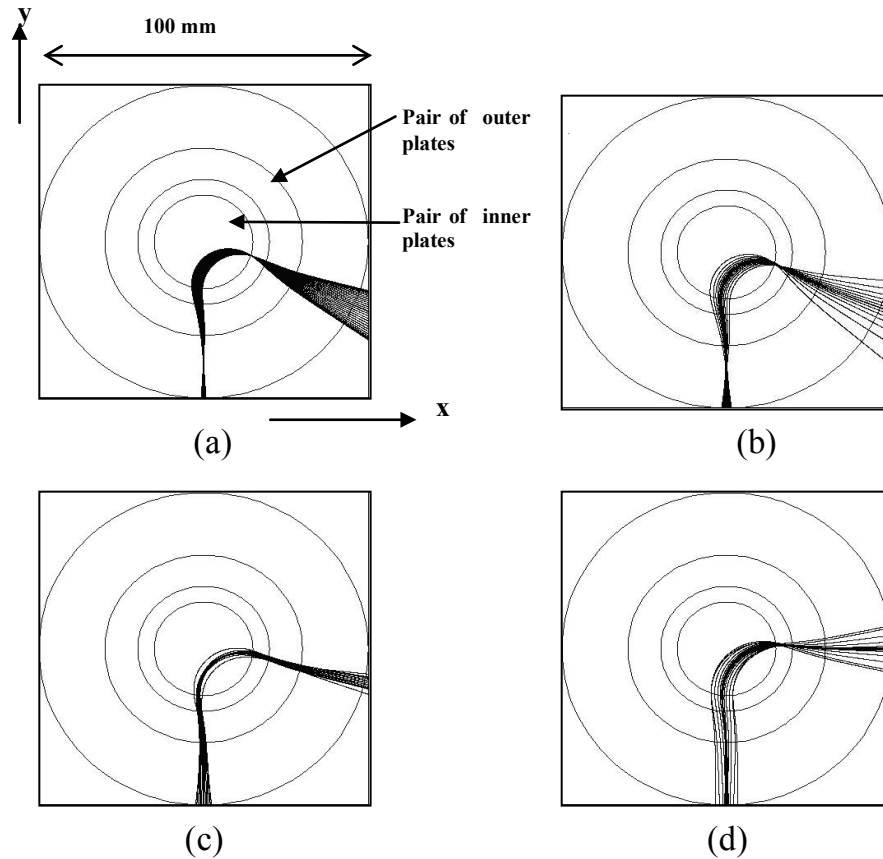 y
100 mm
Pair of outer
plates
Pair of inner
plates
x
(a)
(b)
(c)
(d)